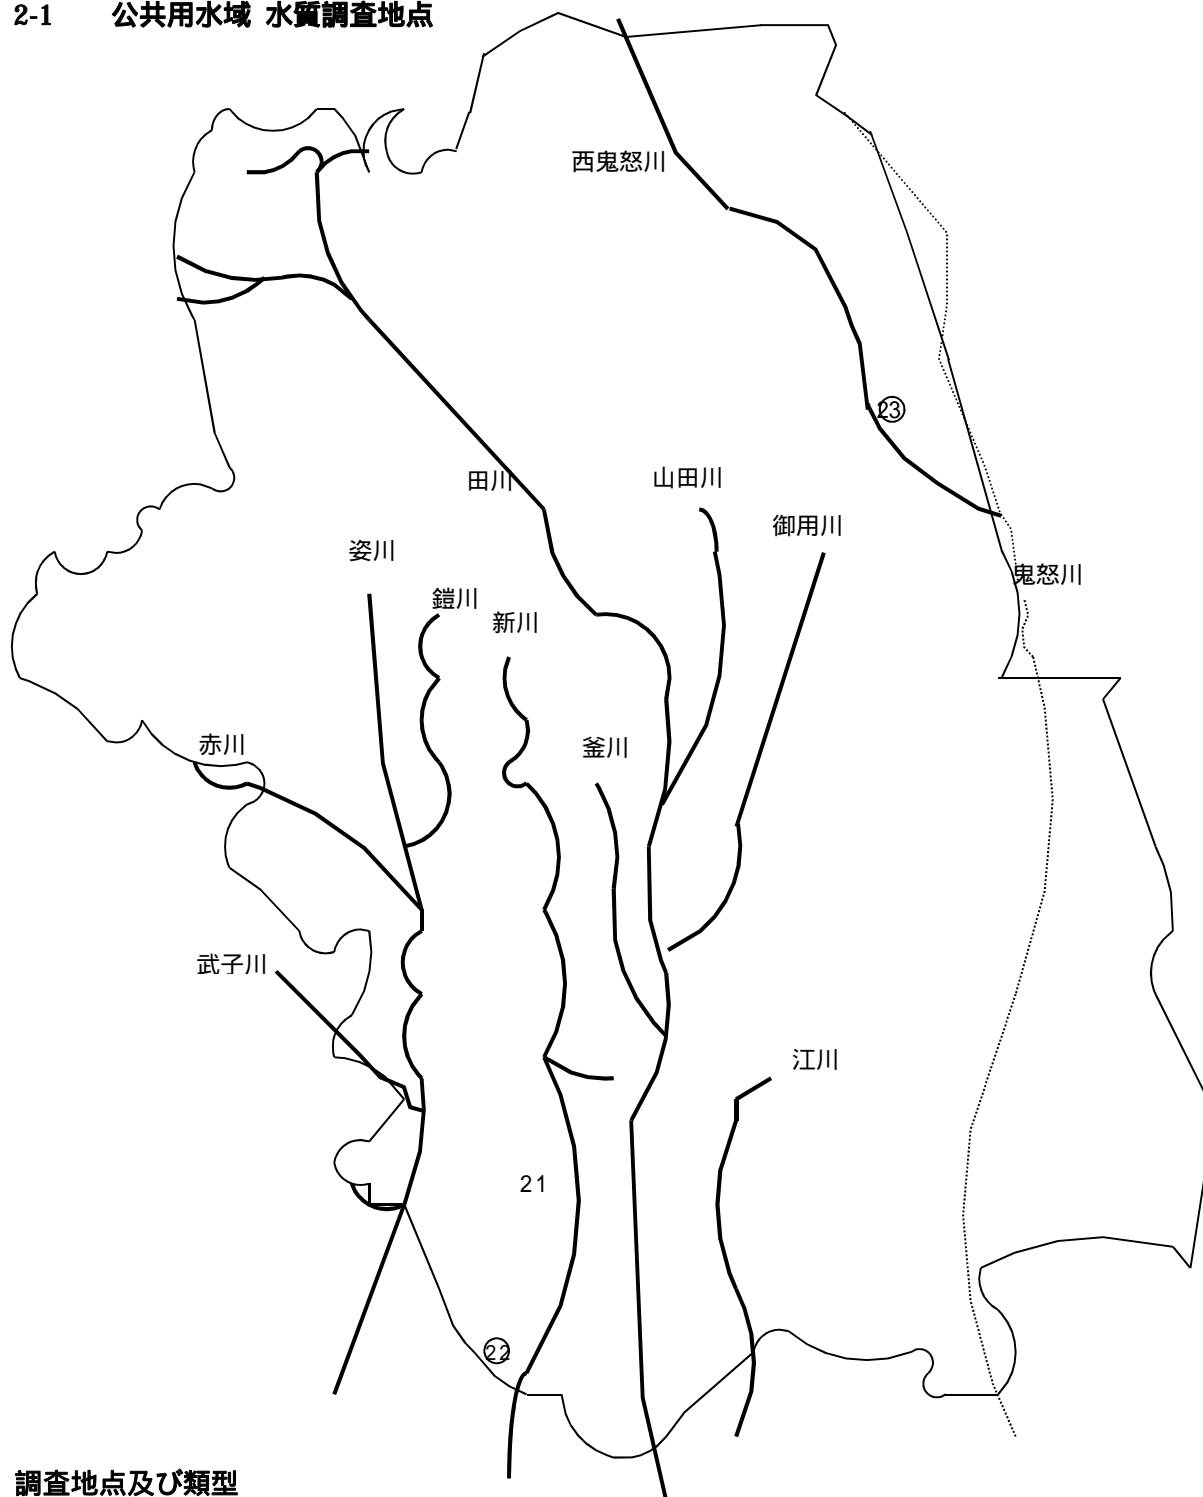 2-1 公共用水域 水質調査地点
西鬼怒川
23
田川
山田川
御用川
姿川
鬼怒川
鎧川
新川
赤川
釜川
武子川
江川
21
22
調査地点及び類型